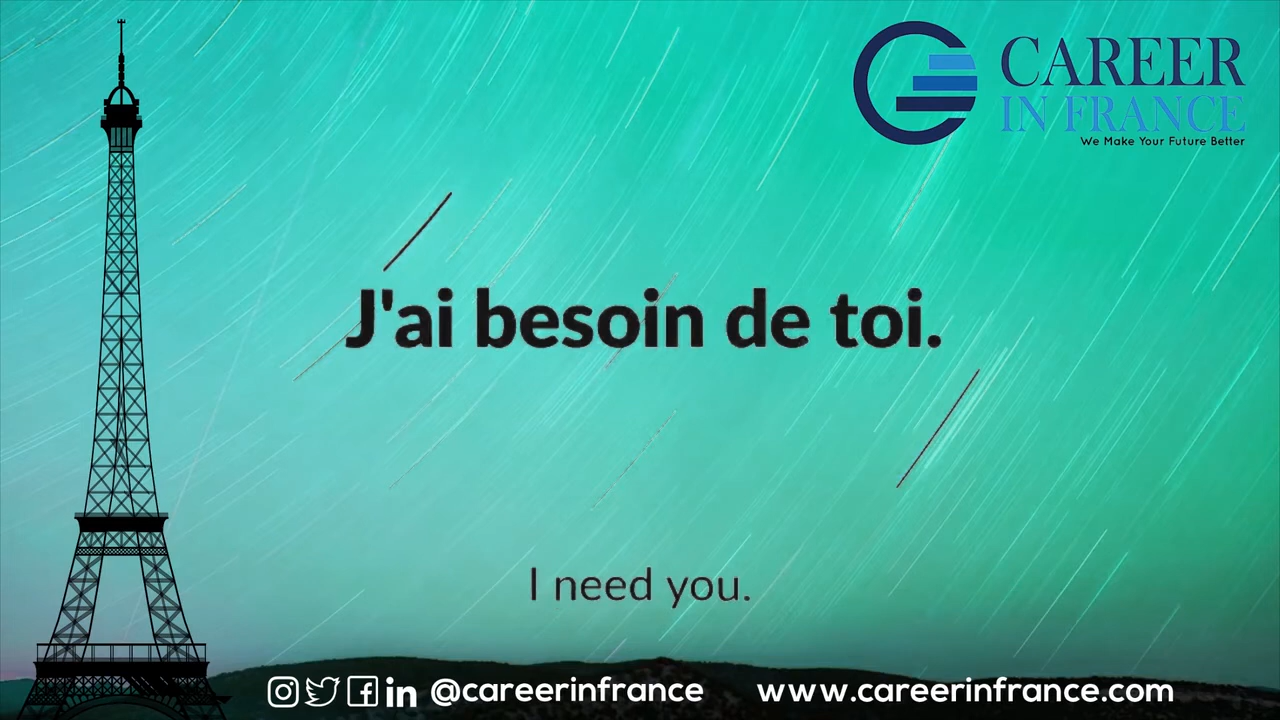 CAREER
IN FRANCE
We Make Your Future Better
J'ai besoin de toi.
I need you.
@careerinfrance www.careerinfrance.com